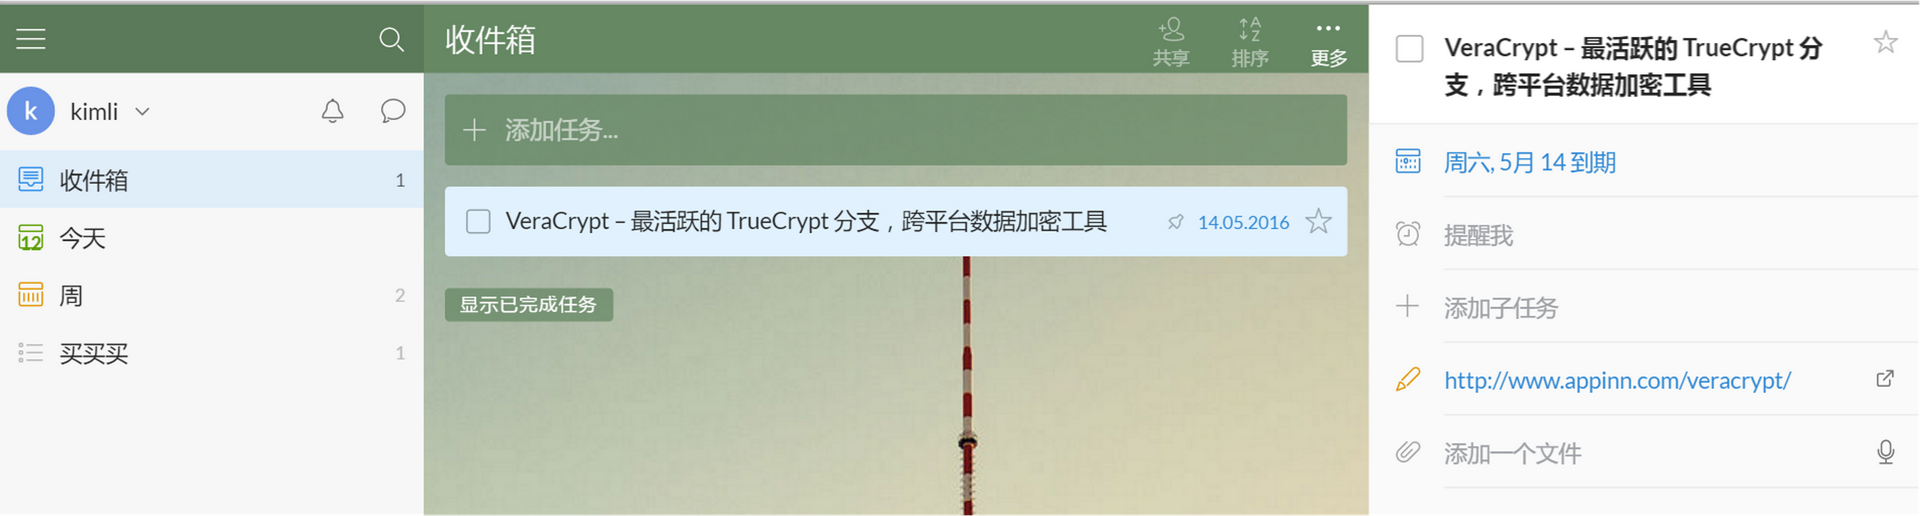 收件箱
共享
排序
更多
k
kimli
收件箱 1
12 今天
周 2
买买买 1
添加任务...
VeraCrypt – 最活跃的 TrueCrypt 分支，跨平台数据加密工具 14.05.2016
显示已完成任务
VeraCrypt – 最活跃的 TrueCrypt 分
支，跨平台数据加密工具
周六, 5月 14 到期
提醒我
添加子任务
http://www.appinn.com/veracrypt/
添加一个文件